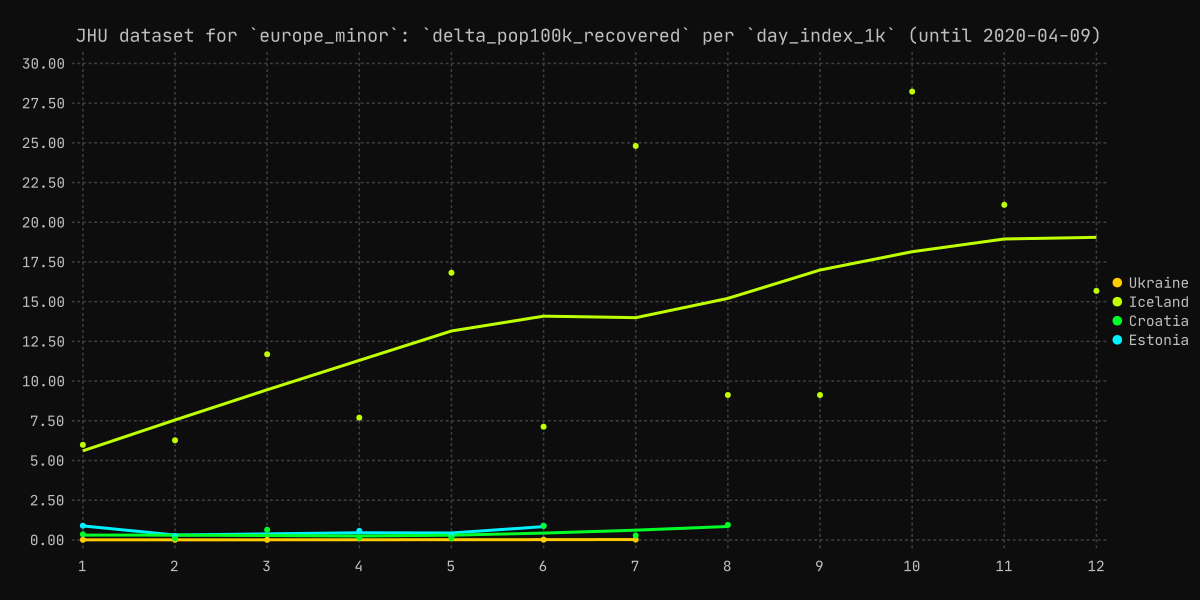 JHU dataset for `europe_minor`: `delta_pop100k_recovered` per `day_index_1k` (until 2020-04-09)
30.00
27.50
25.00
22.50
20.00
17.50
15.00
12.50
10.00
7.50
5.00
2.50
0.00
1 2 3 4 5 6 7 8 9 10 11 12
Ukraine
Iceland
Croatia
Estonia